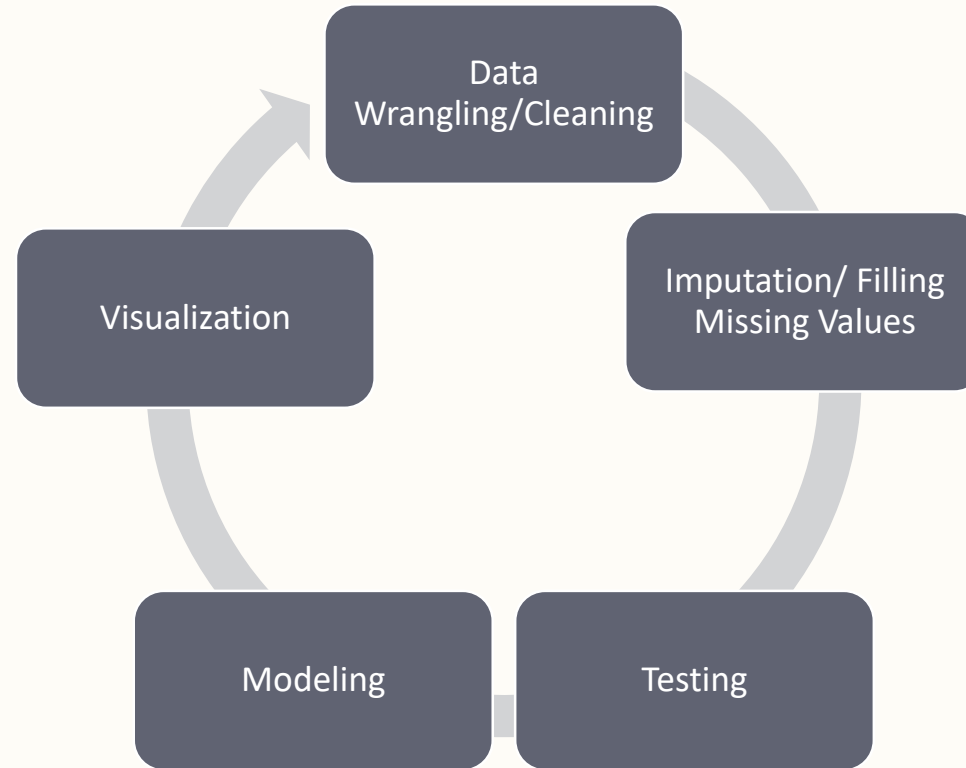 Data
Wrangling/Cleaning
Imputation/ Filling
Missing Values
Testing
Modeling
Visualization